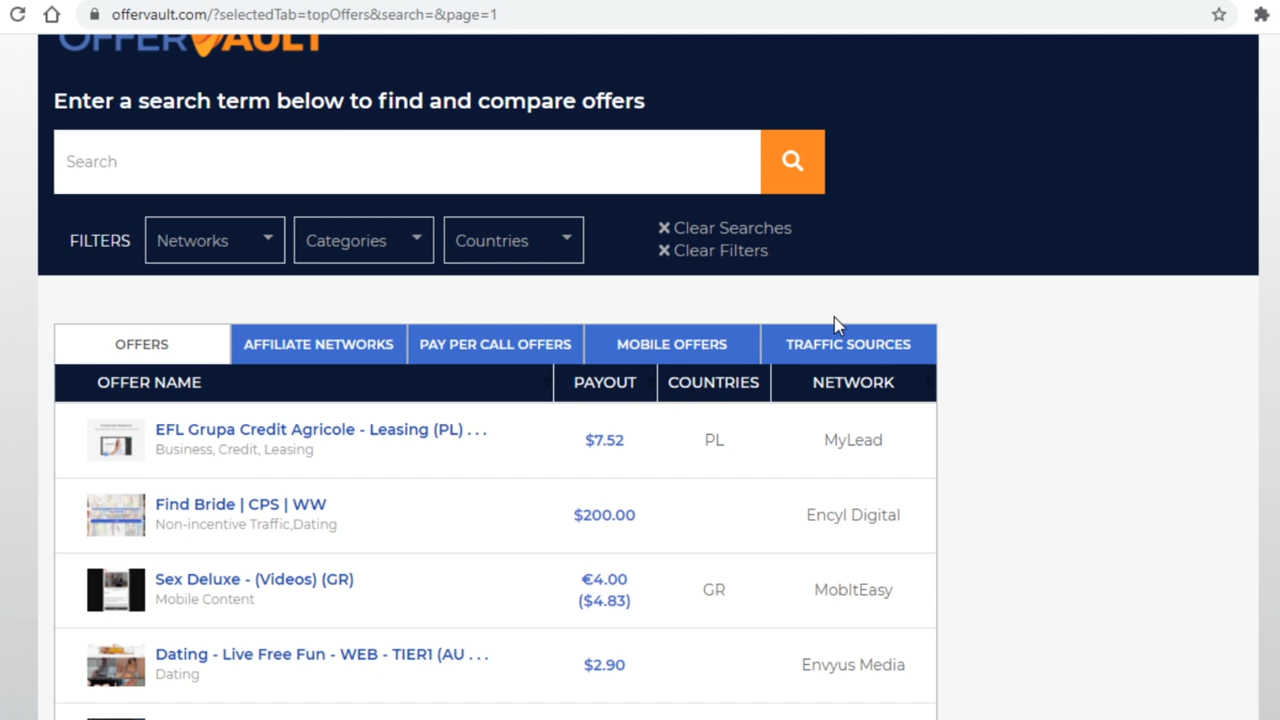 offervault.com/?selectedTab=topOffers&search=&page=1
OFFERVAULT
Enter a search term below to find and compare offers
Search
FILTERS Networks Categories Countries
Clear Searches
Clear Filters
OFFERS AFFILIATE NETWORKS PAY PER CALL OFFERS MOBILE OFFERS TRAFFIC SOURCES
OFFER NAME PAYOUT COUNTRIES NETWORK
EFL Grupa Credit Agricole - Leasing (PL) . . .
Business, Credit, Leasing
$7.52 PL MyLead
Find Bride | CPS | WW
Non-incentive Traffic,Dating
$200.00 Encyl Digital
Sex Deluxe - (Videos) (GR)
Mobile Content
€4.00
($4.83)
GR MobItEasy
Dating - Live Free Fun - WEB - TIER1 (AU . . .
Dating
$2.90 Envyus Media